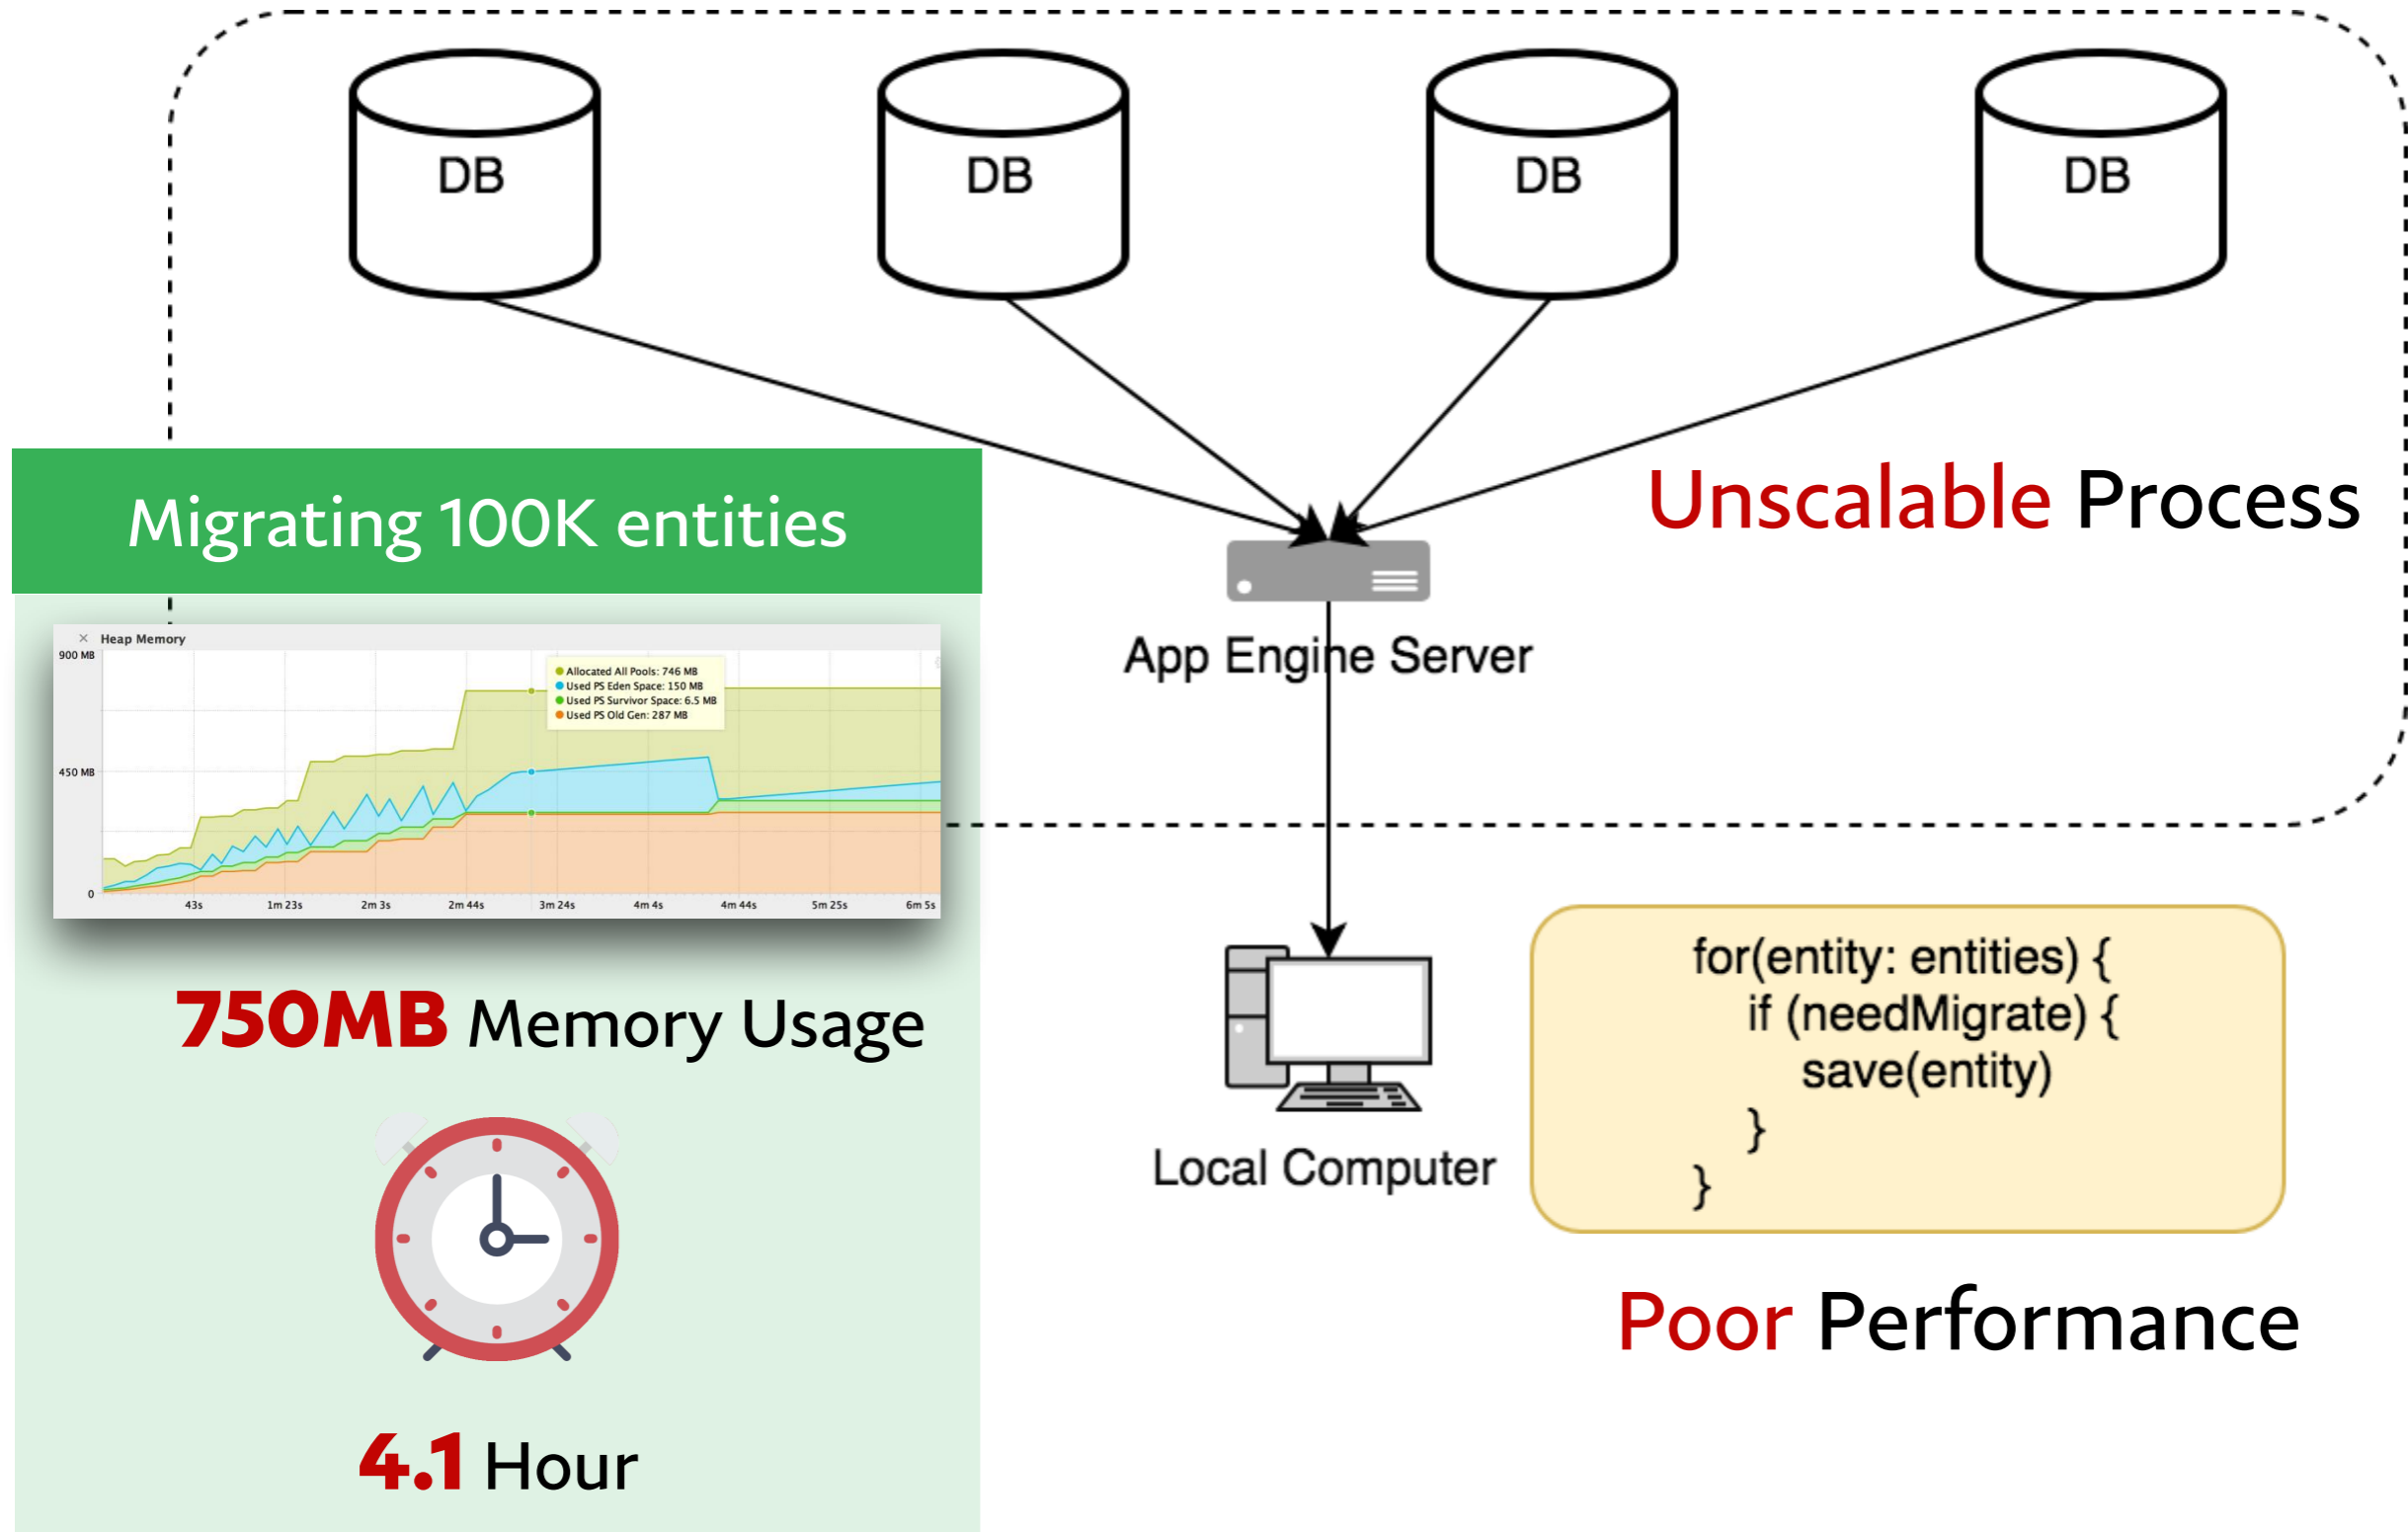 DB
DB
DB
DB
Unscalable Process
App Engine Server
Migrating 100K entities
× Heap Memory
900 MB
450 MB
0
Allocated All Pools: 746 MB
Used PS Eden Space: 150 MB
Used PS Survivor Space: 6.5 MB
Used PS Old Gen: 287 MB
43s 1m 23s 2m 3s 2m 44s 3m 24s 4m 4s 4m 44s 5m 25s 6m 5s
750MB Memory Usage
4.1 Hour
Local Computer
for(entity: entities) {
if (needMigrate) {
save(entity)
}
}
Poor Performance